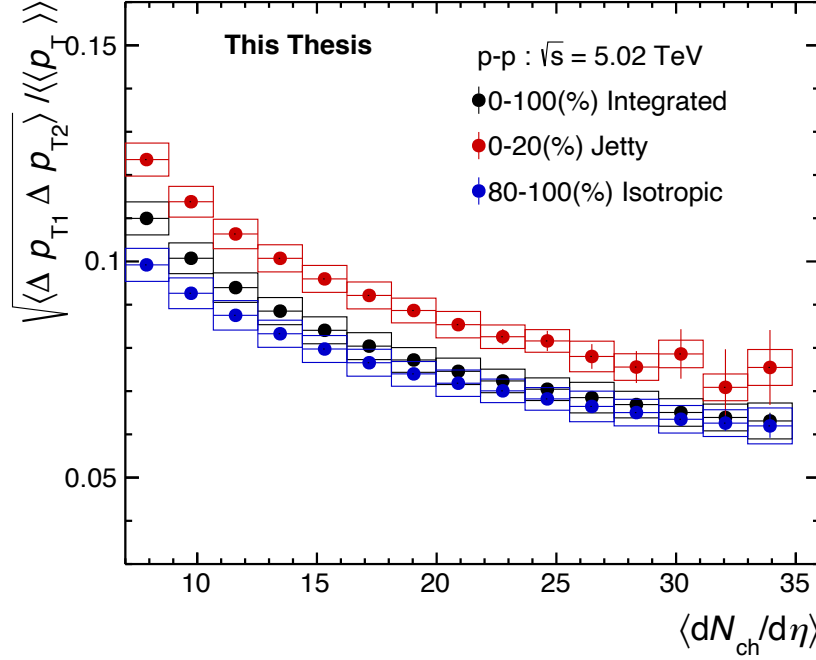 √⟨Δ p_T1 Δ p_T2⟩ /⟨⟨p_T⟩⟩
0.15
0.1
0.05
This Thesis
p-p : √s = 5.02 TeV
0-100(%) Integrated
0-20(%) Jetty
80-100(%) Isotropic
10 15 20 25 30 35
⟨dN_ch/dη⟩